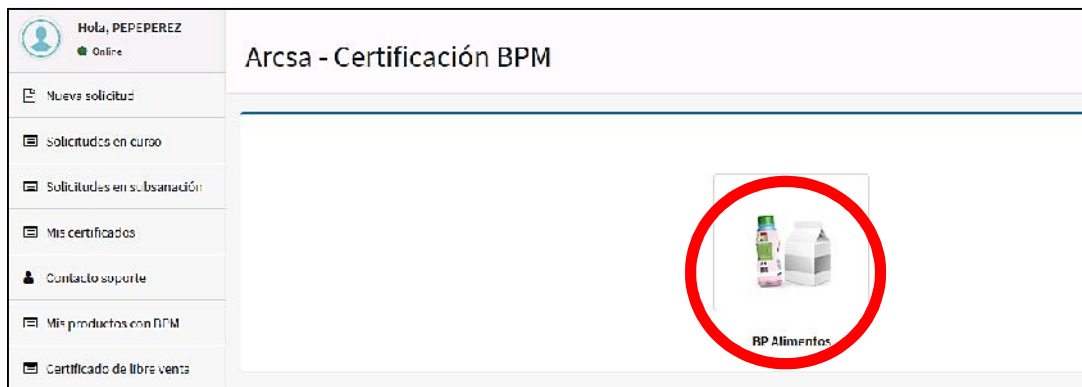 Hola, PEPEPEREZ
Online
Nueva solicitud
Solicitudes en curso
Solicitudes en subsanación
Mis certificados
Contacto soporte
Mis productos con BPM
Certificado de libre venta
Arcsa - Certificación BPM
BP Alimentos